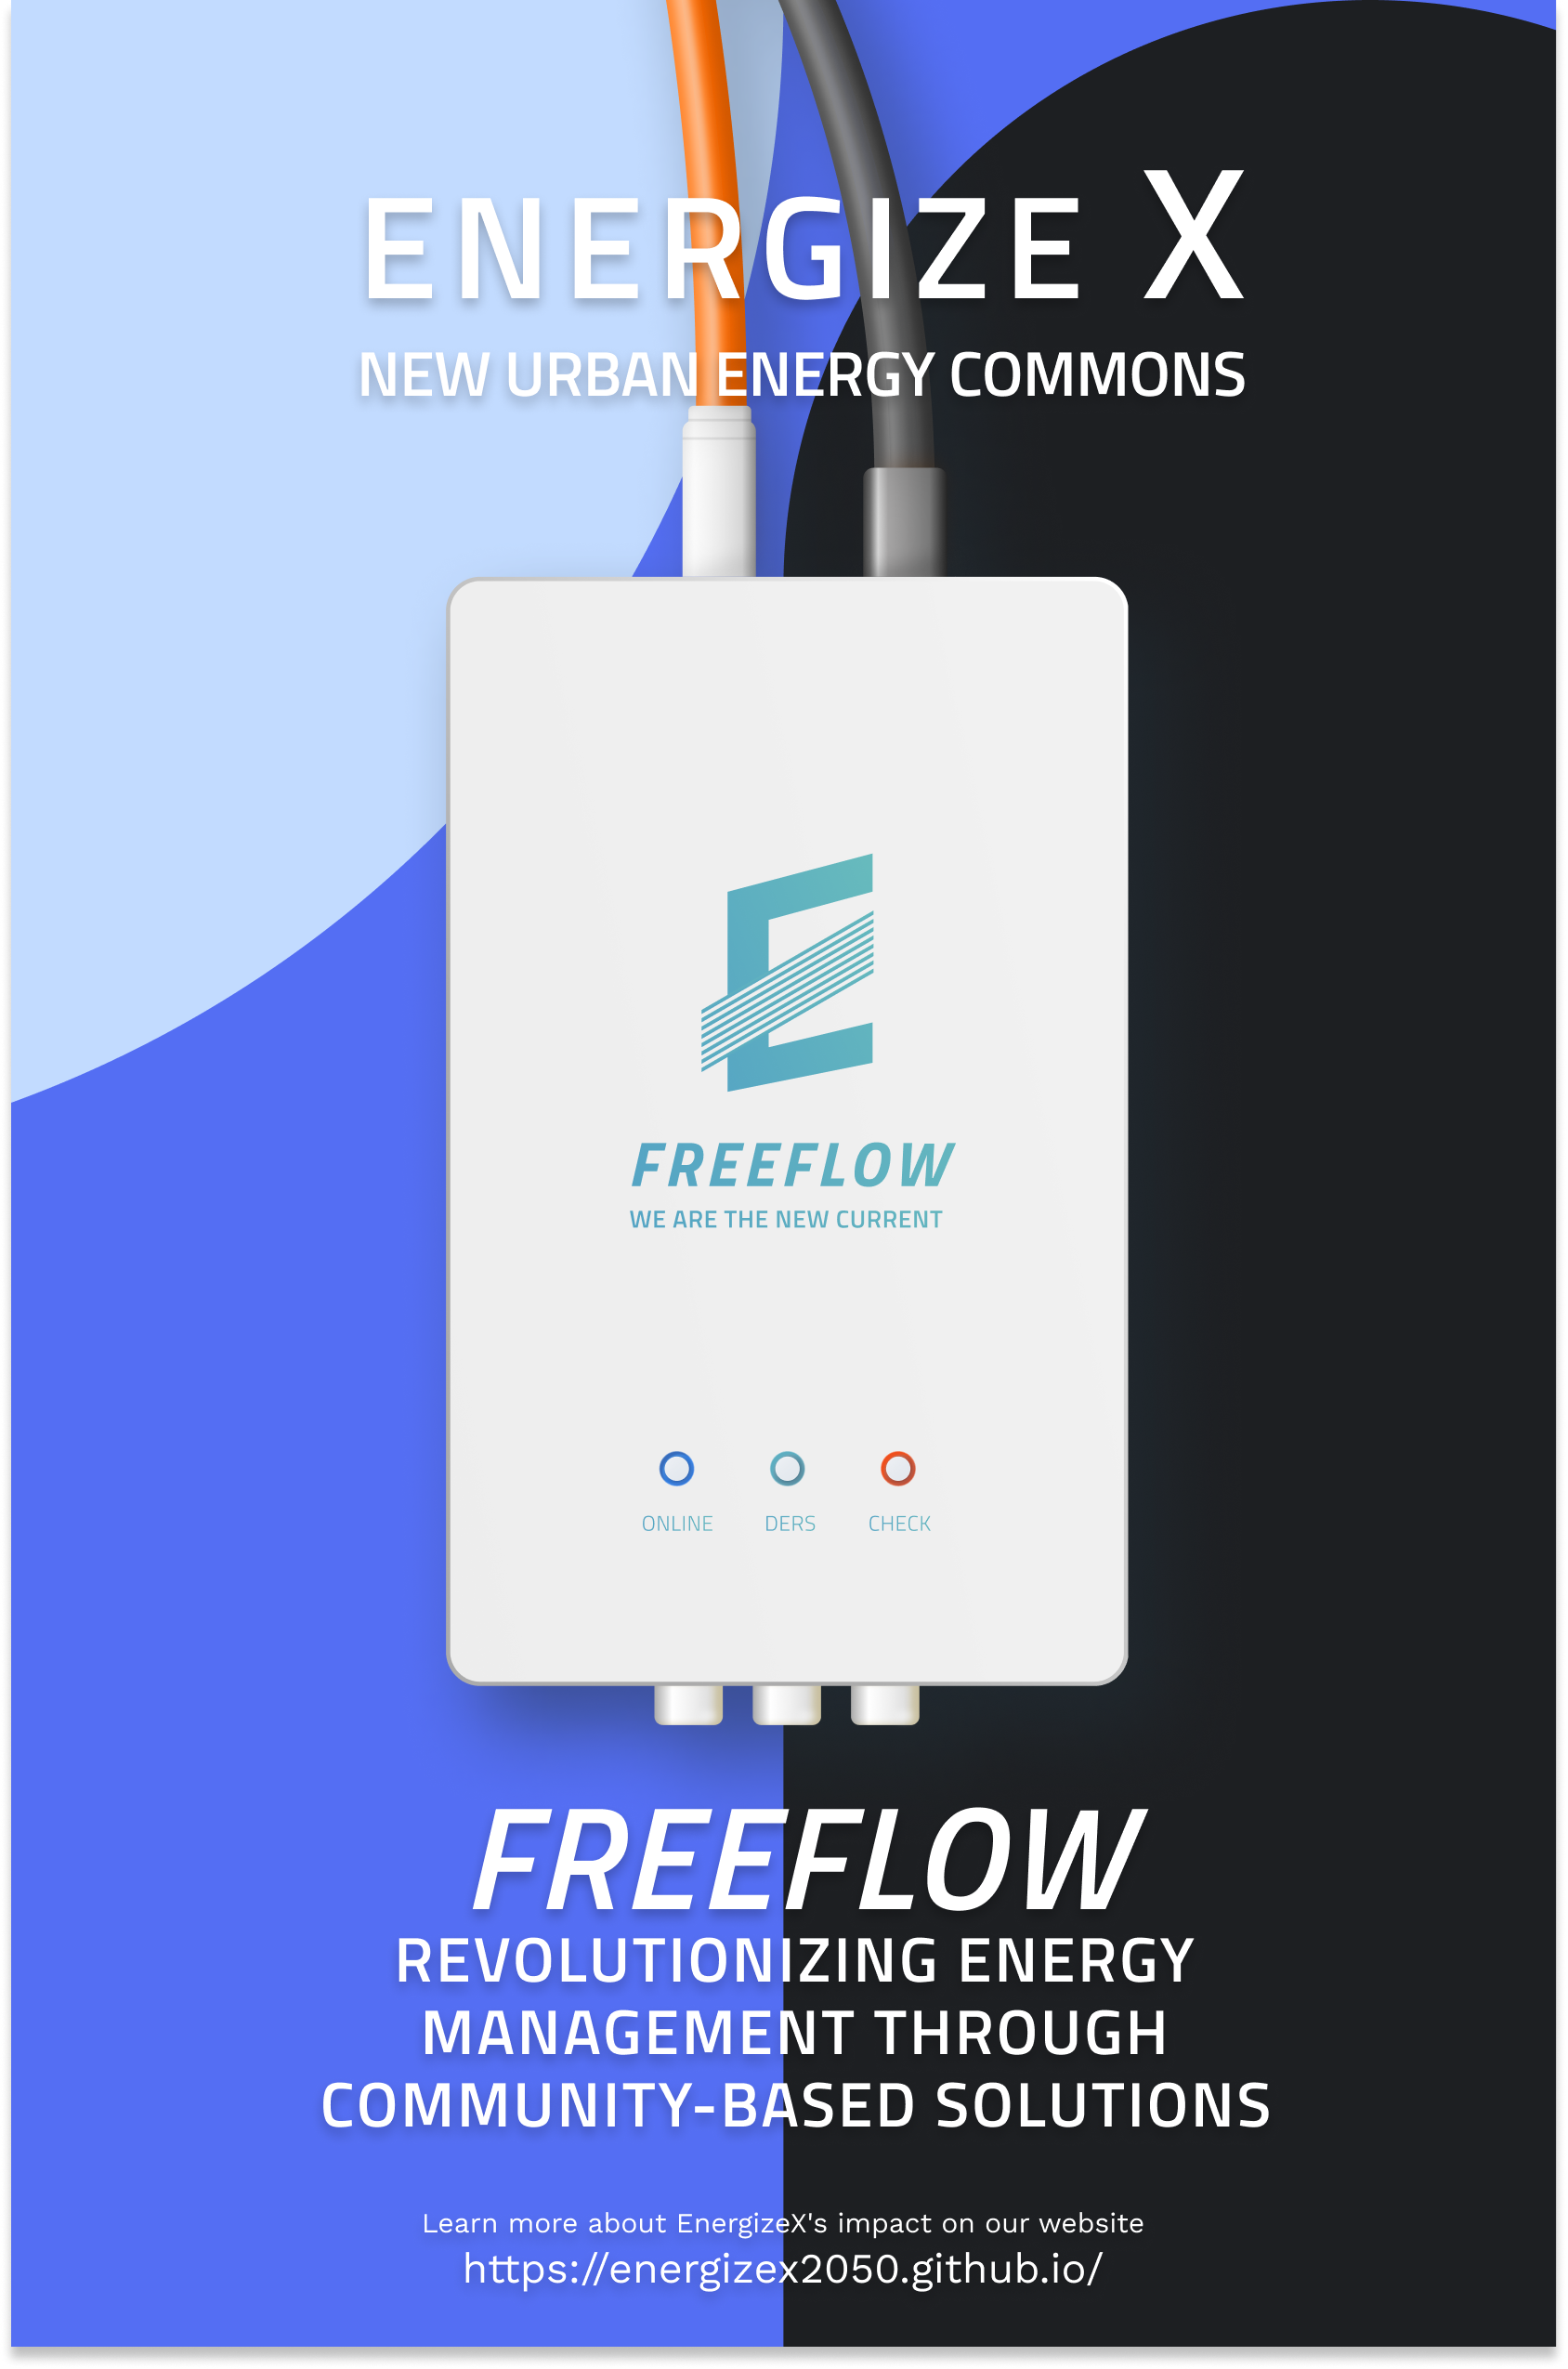 ENERGIZE X
NEW URBAN ENERGY COMMONS
FREEFLOW
WE ARE THE NEW CURRENT
ONLINE DERS CHECK
FREEFLOW
REVOLUTIONIZING ENERGY
MANAGEMENT THROUGH
COMMUNITY-BASED SOLUTIONS
Learn more about EnergizeX's impact on our website
https://energizex2050.github.io/